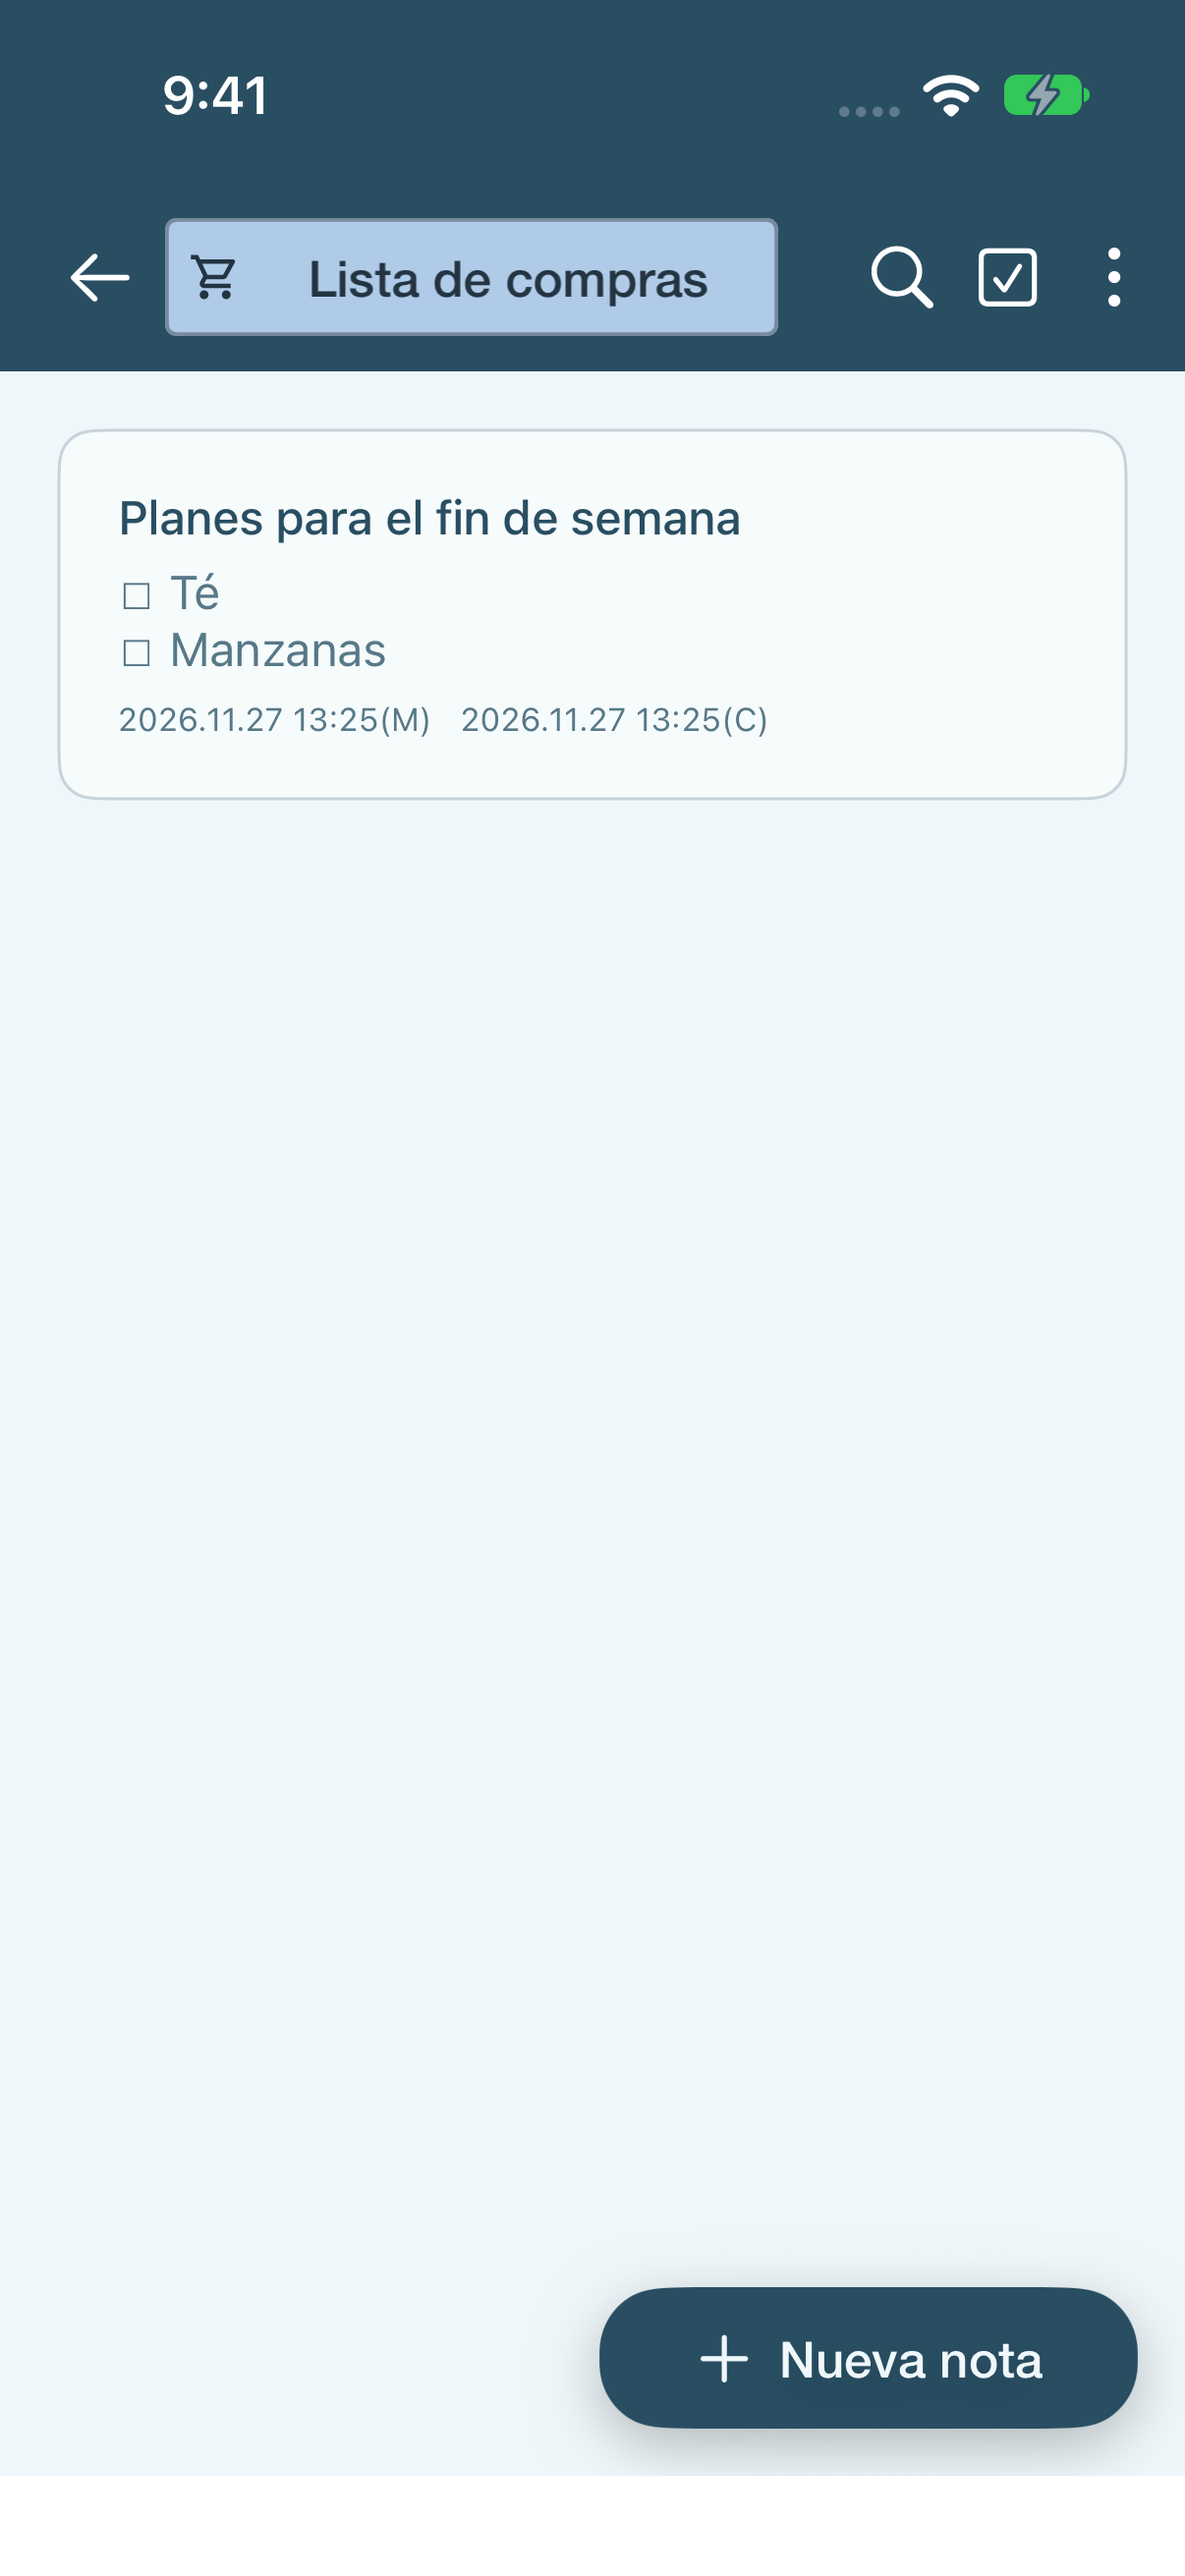 9:41
Lista de compras
Planes para el fin de semana
☐ Té
☐ Manzanas
2026.11.27 13:25(M) 2026.11.27 13:25(C)
Nueva nota